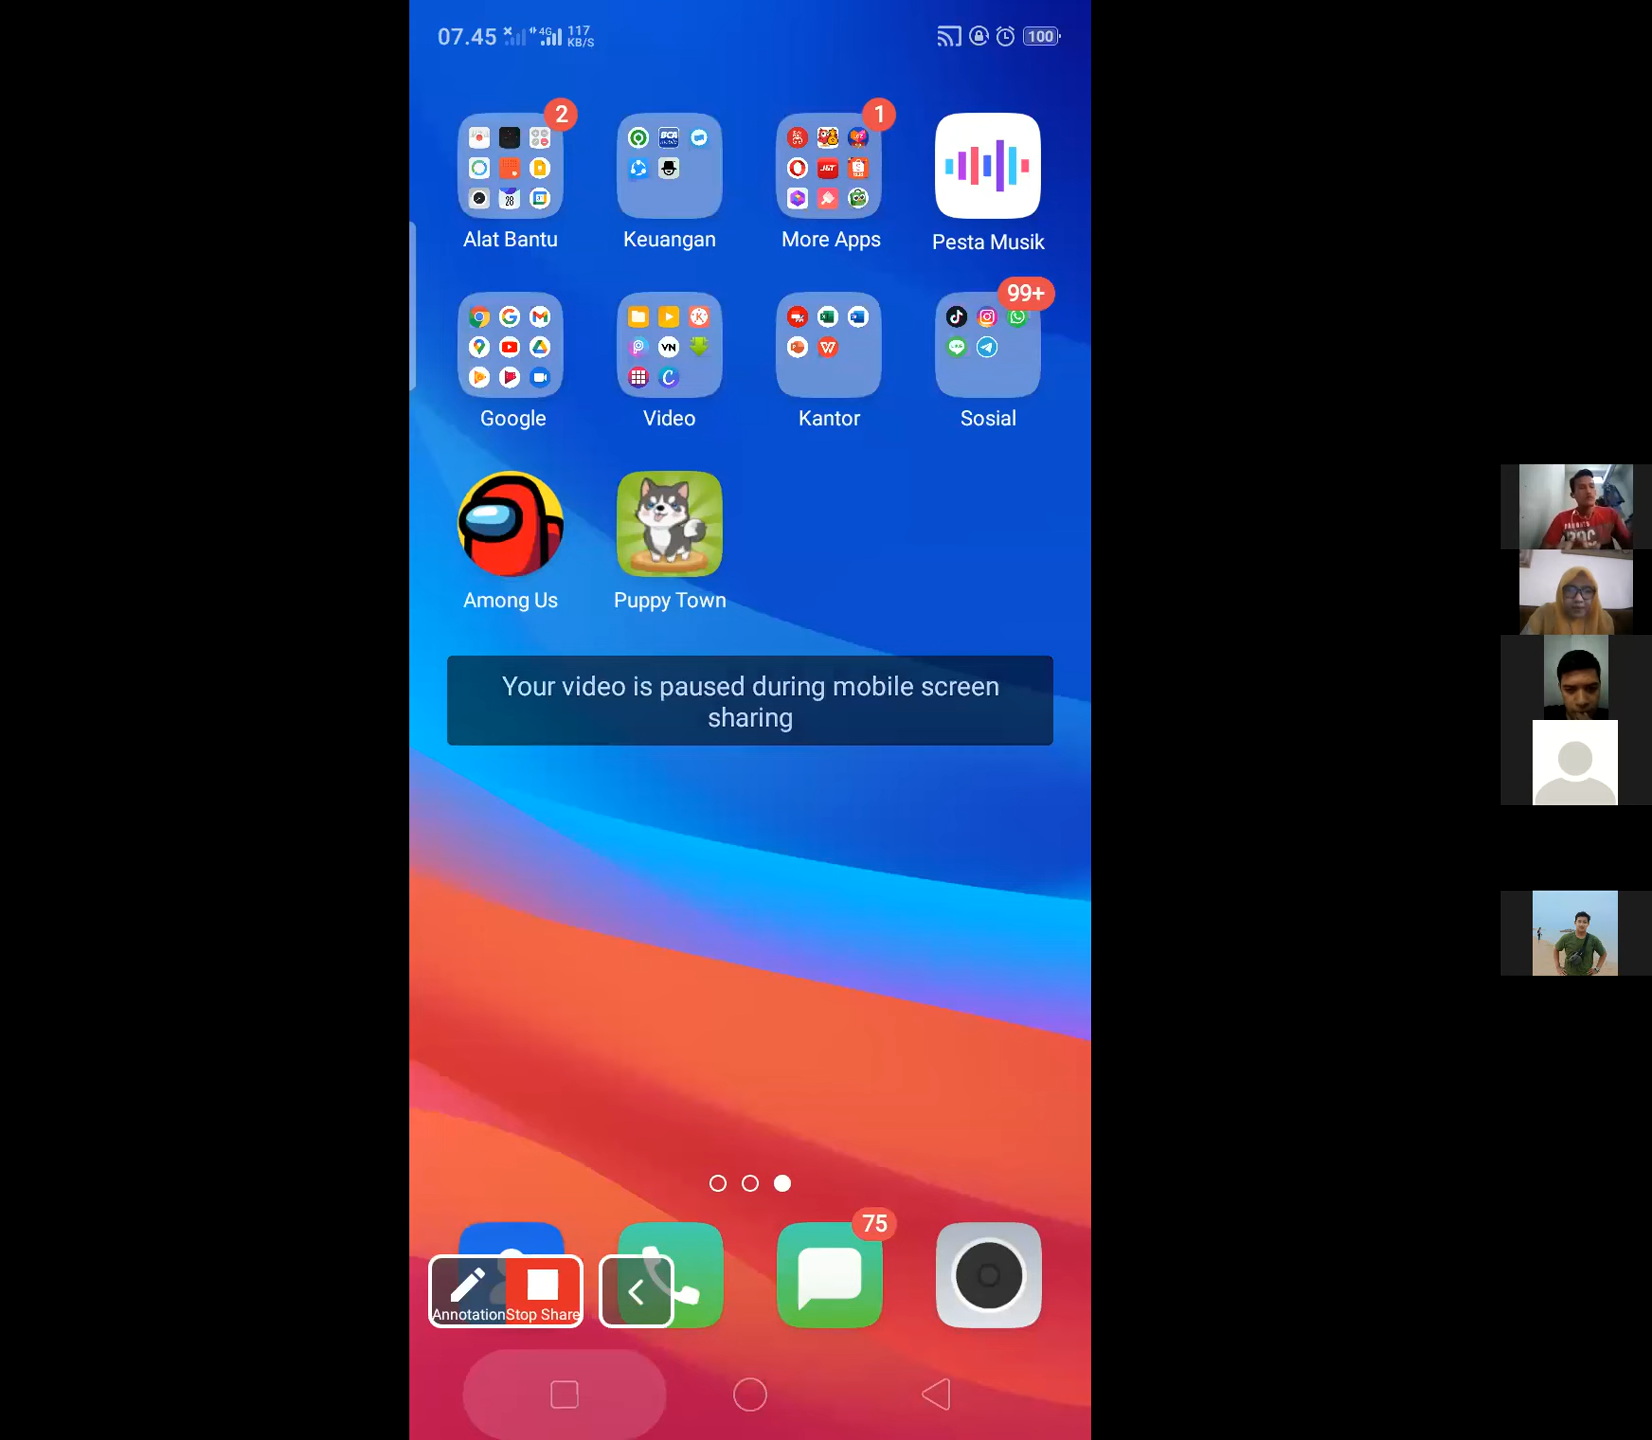 07.45 4G 117 KB/S 100
2 1
Alat Bantu Keuangan More Apps Pesta Musik
99+
Google Video Kantor Sosial
Among Us Puppy Town
Your video is paused during mobile screen
sharing
75
Annotation Stop Share